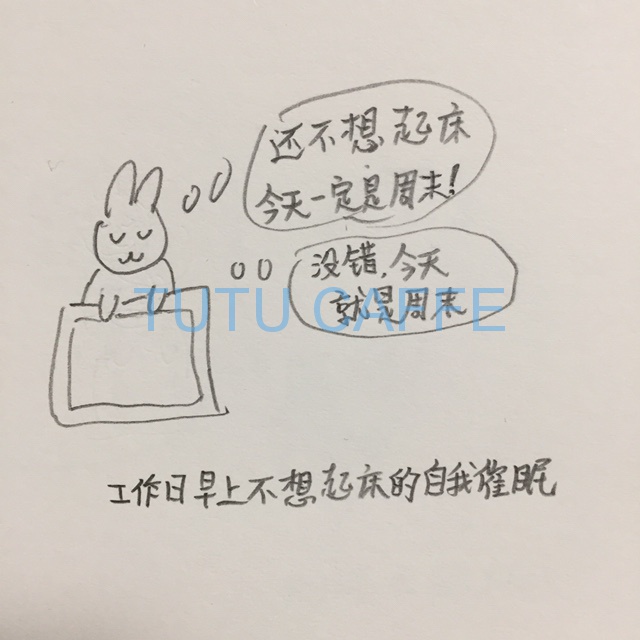 还不想起床
今天一定是周末!
没错,今天
就是周末
TUTU CAFFE
工作日早上不想起床的自我催眠